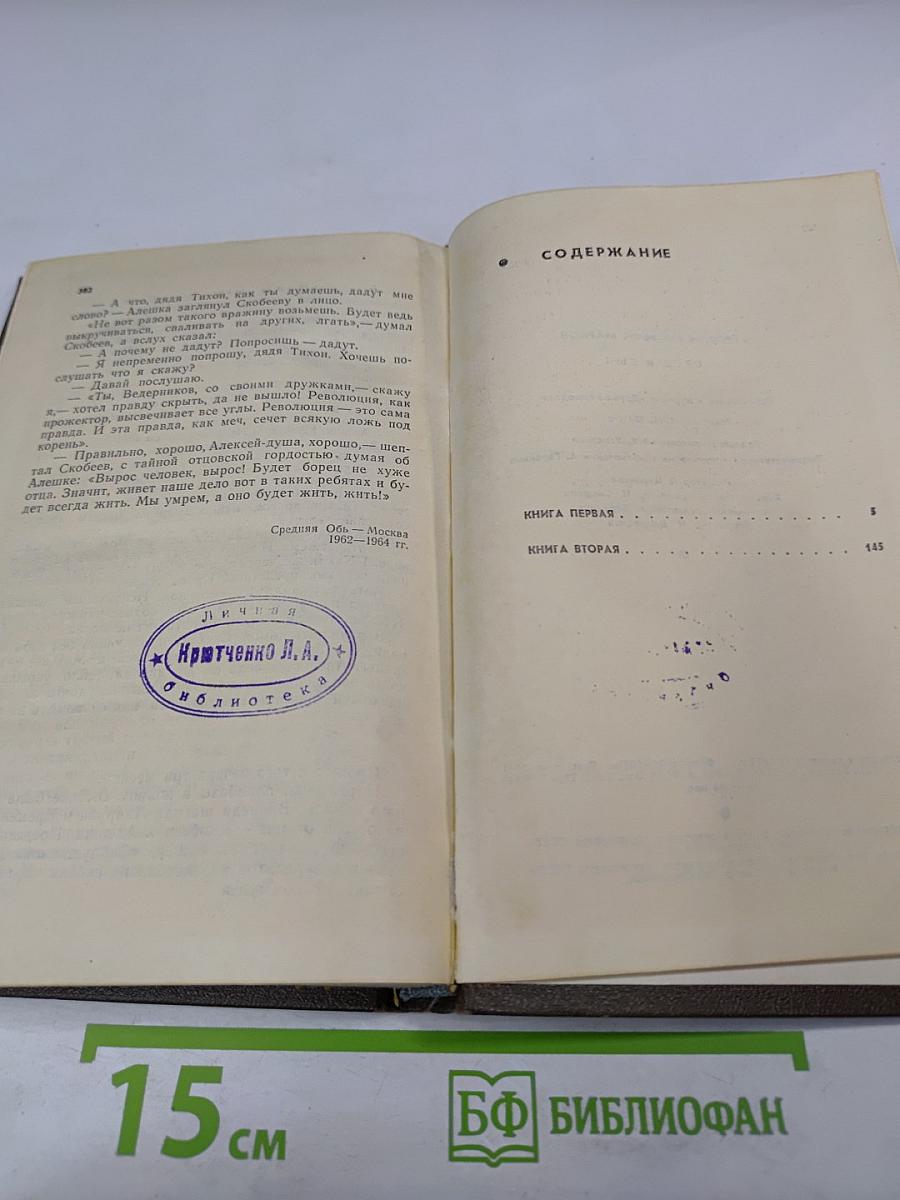 382
— А что, дядя Тихон, как ты думаешь, дадут мне
слово? — Алешка заглянул Скобееву в лицо.
«Не вот разом такого вражину возьмешь. Будет ведь
выкручиваться, сваливать на других, лгать»,— думал
Скобеев, а вслух сказал:
— А почему не дадут? Попросишь — дадут.
— Я непременно попрошу, дядя Тихон. Хочешь по-
слушать что я скажу?
— Давай послушаю.
— «Ты, Ведерников, со своими дружками,— скажу
я,— хотел правду скрыть, да не вышло! Революция, как
прожектор, высвечивает все углы. Революция — это сама
правда. И эта правда, как меч, сечет всякую ложь под
корень».
— Правильно, хорошо, Алексей-душа, хорошо,— шеп-
тал Скобеев, с тайной отцовской гордостью думая об
Алешке: «Вырос человек, вырос! Будет борец не хуже
отца. Значит, живет наше дело вот в таких ребятах и бу-
дет всегда жить. Мы умрем, а оно будет жить, жить!»
Средняя Обь — Москва
1962—1964 гг.
Личная
Крютченко Л.А.
библиотека
СОДЕРЖАНИЕ
КНИГА ПЕРВАЯ . . . . . . . . . . . . . . . . 5
КНИГА ВТОРАЯ . . . . . . . . . . . . . . . . 145
15 см
БФ БИБЛИОФАН